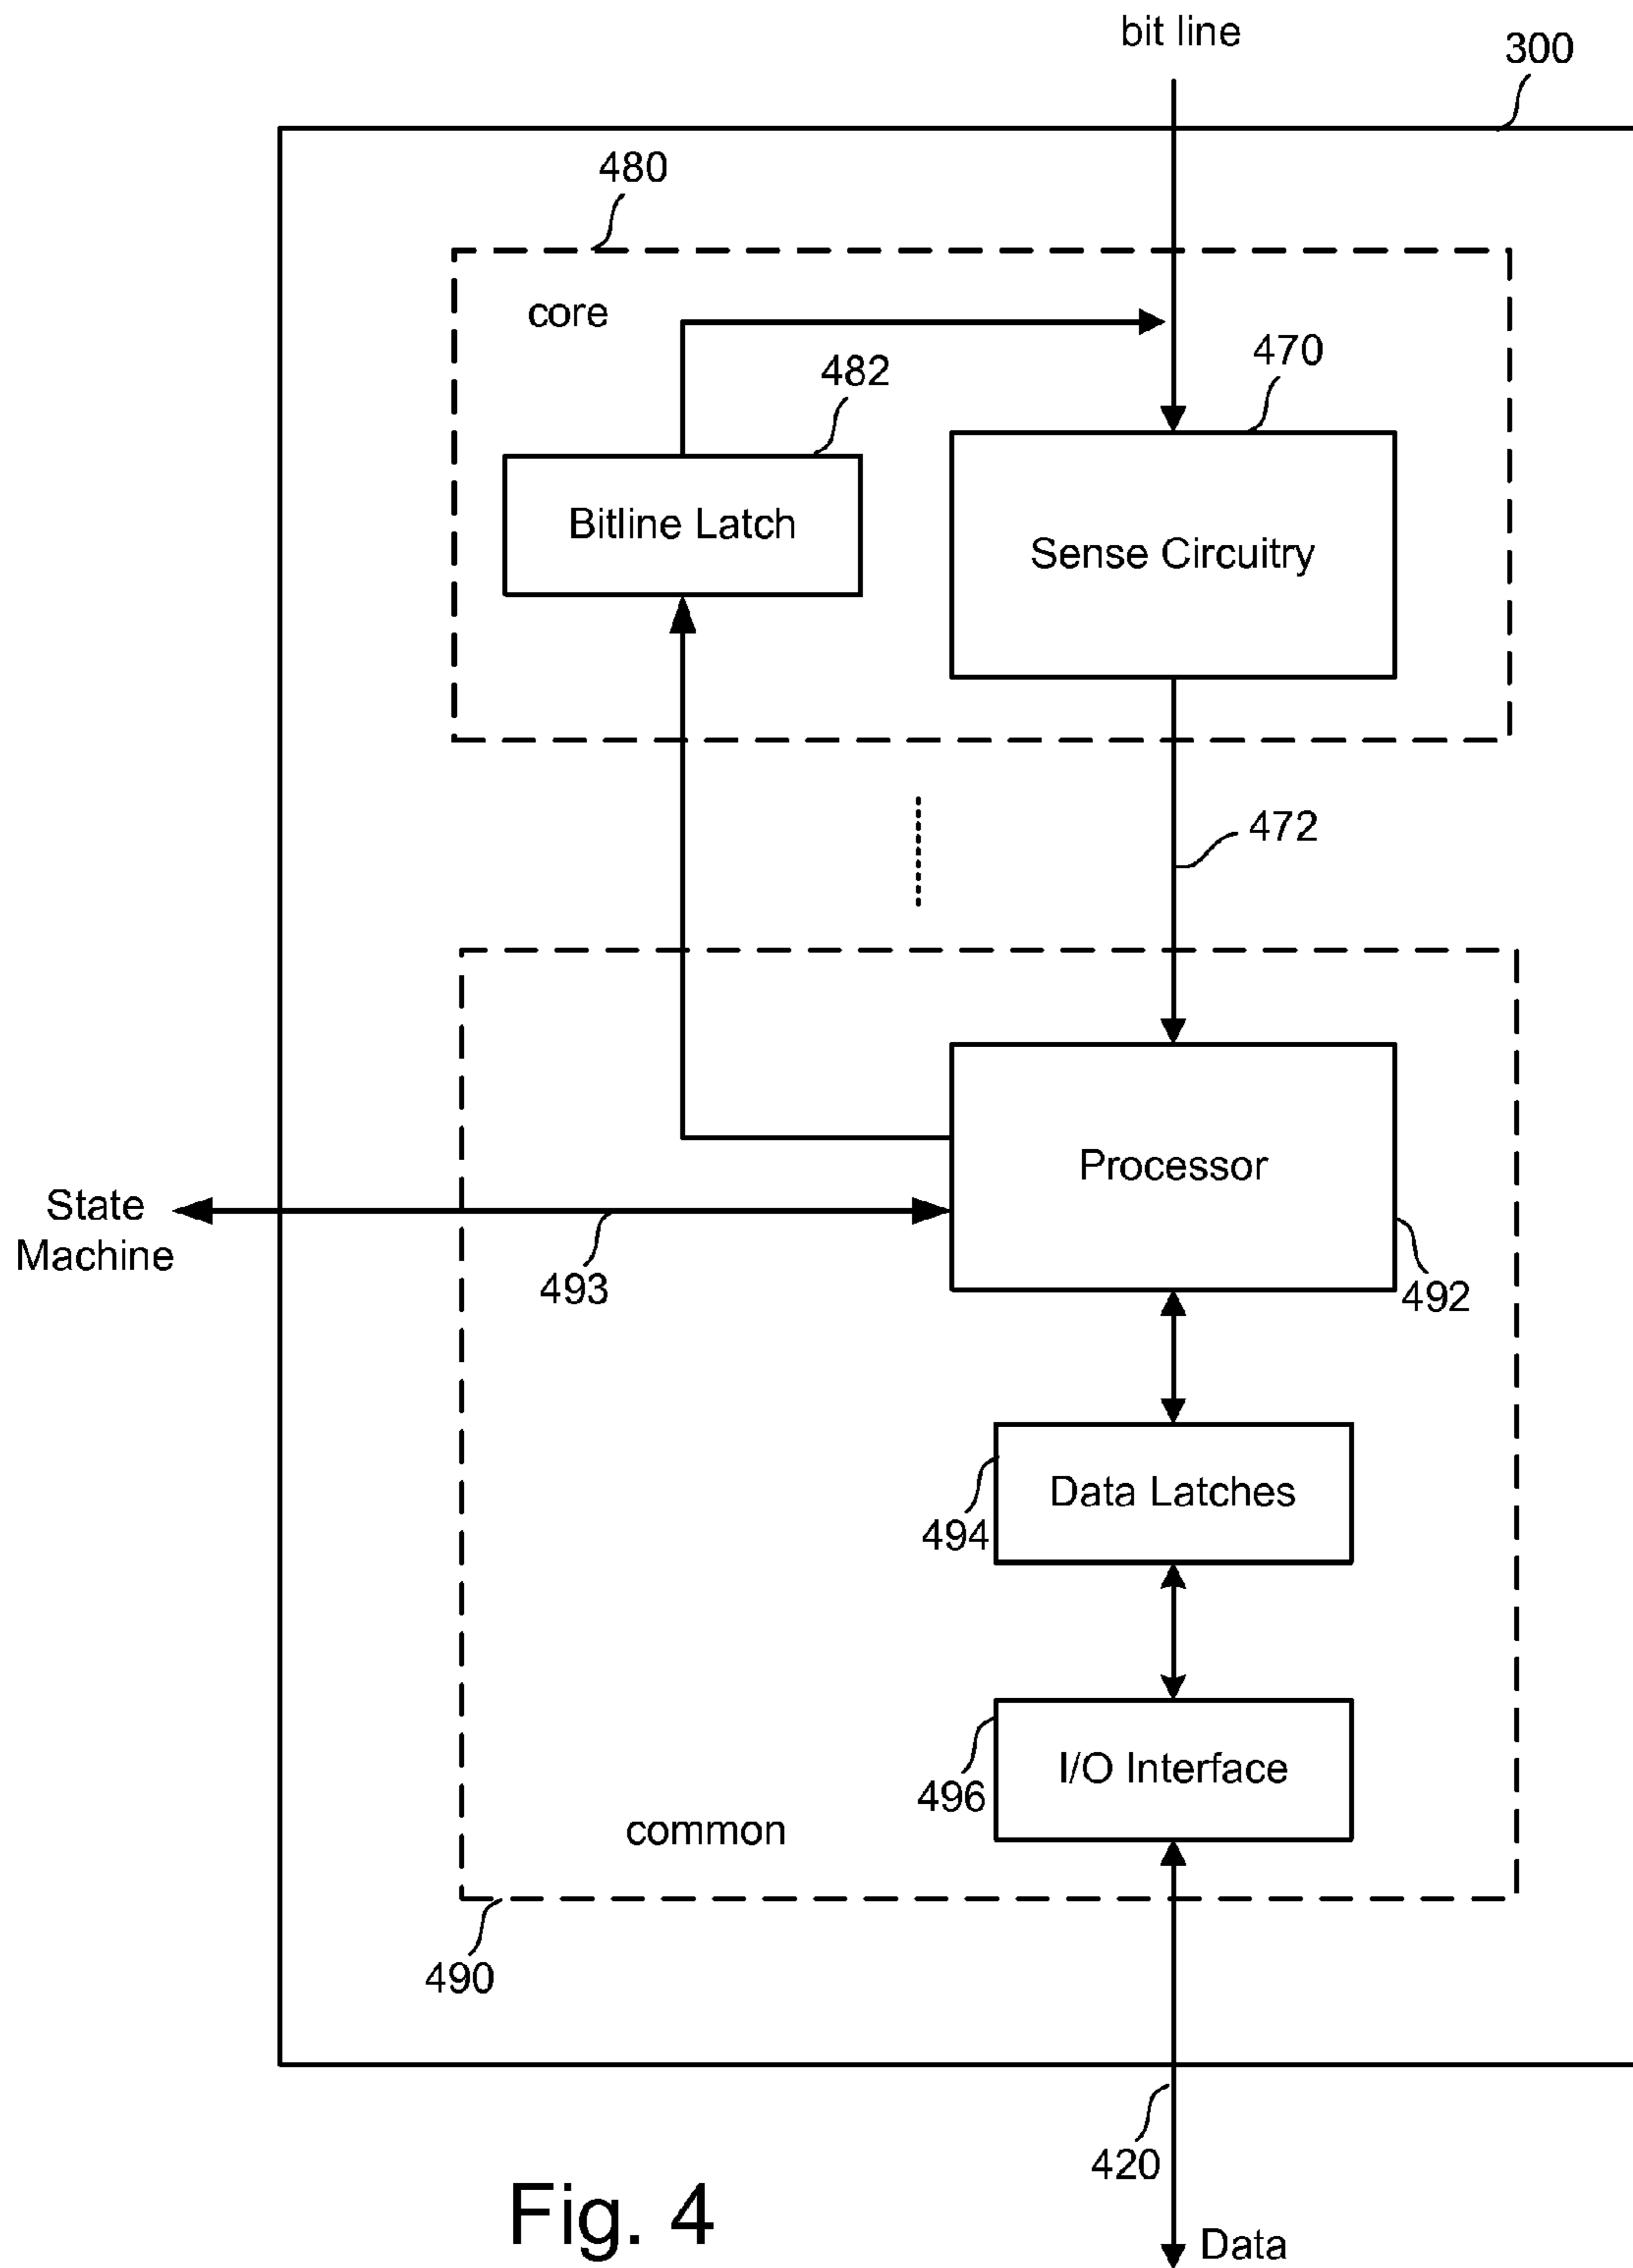 bit line
300
480
core
470
482
Bitline Latch
Sense Circuitry
472
Processor
State
Machine
493
492
Data Latches
494
I/O Interface
496
common
490
420
Fig. 4
Data